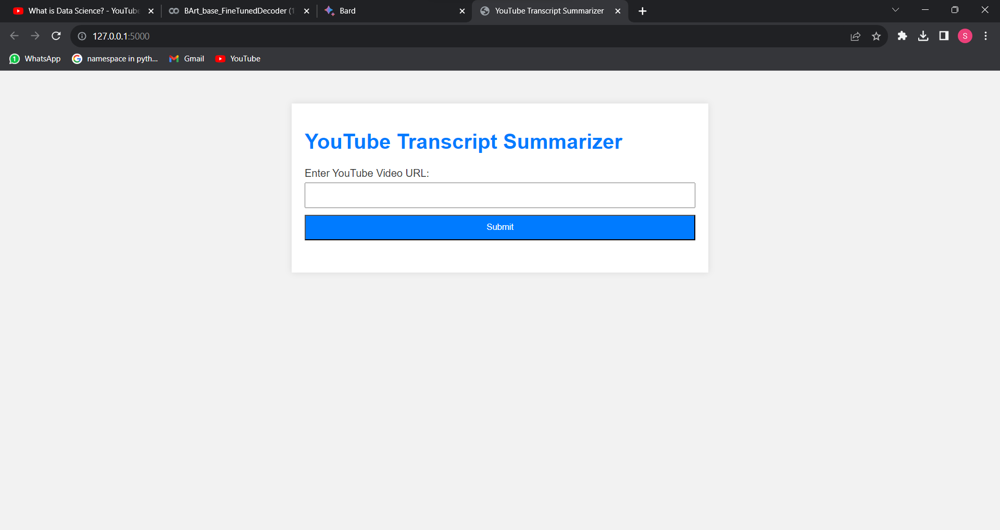 What is Data Science? - YouTube
BArt_base_FineTunedDecoder (1
Bard
YouTube Transcript Summarizer
127.0.0.1:5000
S
1
WhatsApp
namespace in pyth...
Gmail
YouTube
YouTube Transcript Summarizer
Enter YouTube Video URL:
Submit